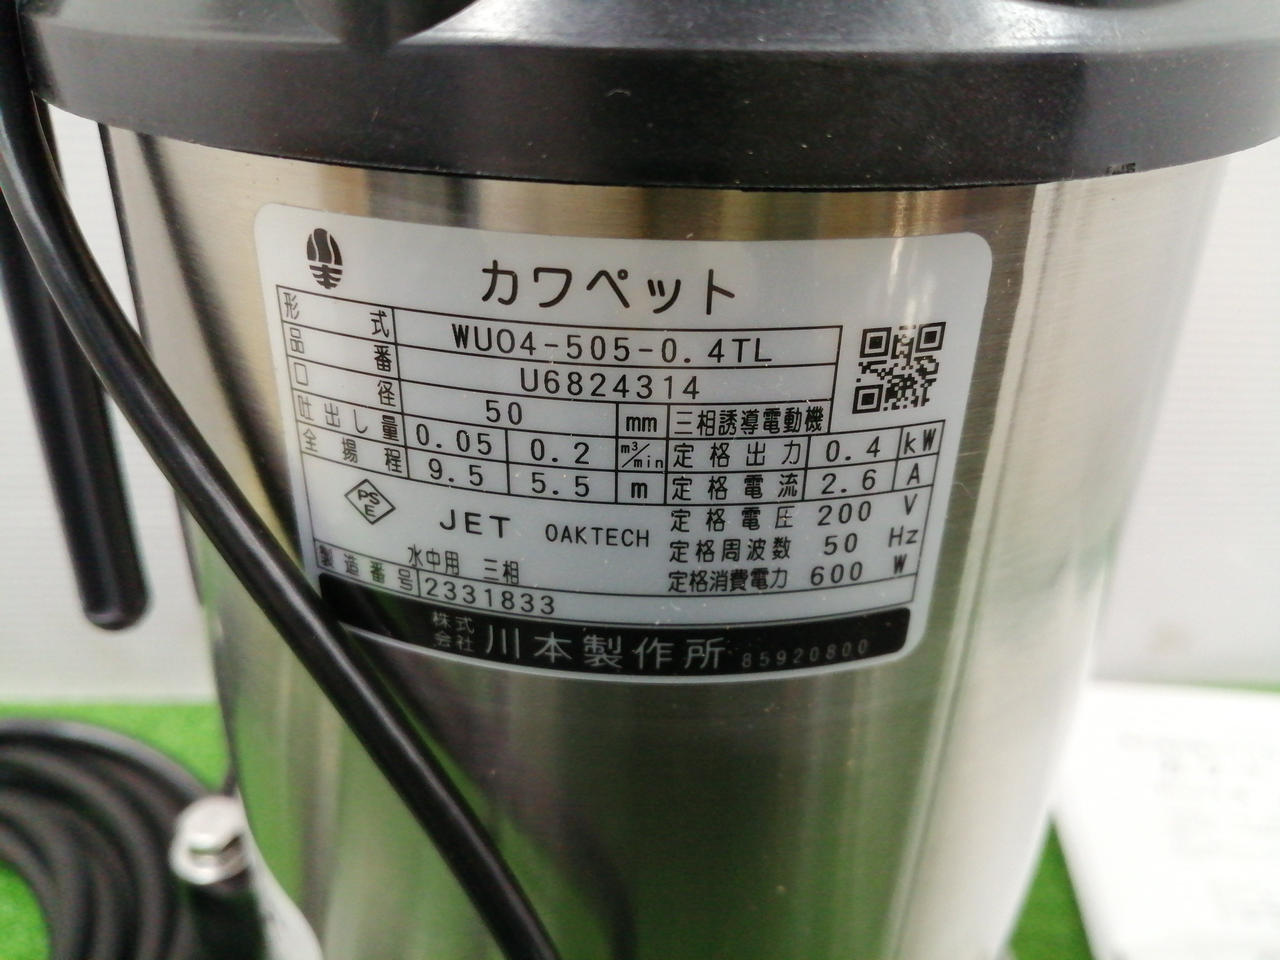 カワペット
形式 WUO4-505-0.4TL
品番 U6824314
口径 50 mm 三相誘導電動機
吐出し量 0.05 0.2 m³/min 定格出力 0.4 kW
全揚程 9.5 5.5 m 定格電流 2.6 A
PSE JET OAKTECH 定格電圧 200 V
定格周波数 50 Hz
水中用 三相 定格消費電力 600 W
製造番号 2331833
株式会社 川本製作所 85920800